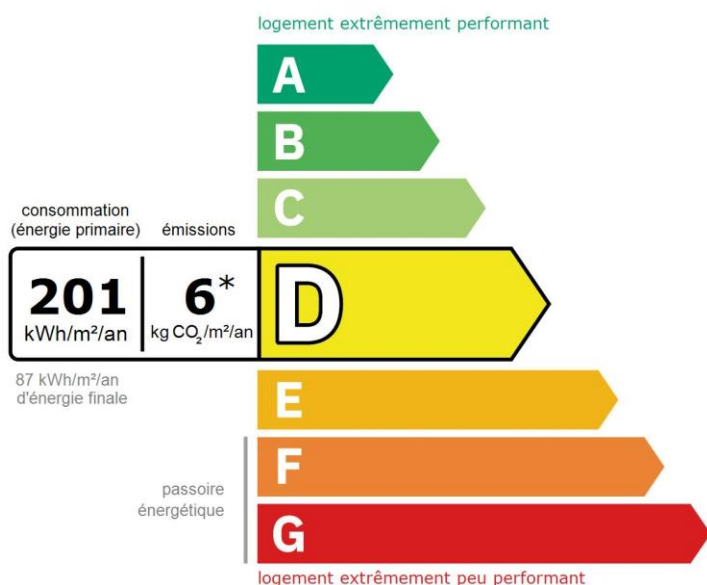 logement extrêmement performant
A
B
C
consommation
(énergie primaire)
émissions
201
kWh/m²/an
6*
kg CO₂/m²/an
D
87 kWh/m²/an
d'énergie finale
E
F
passoire
énergétique
G
logement extrêmement peu performant